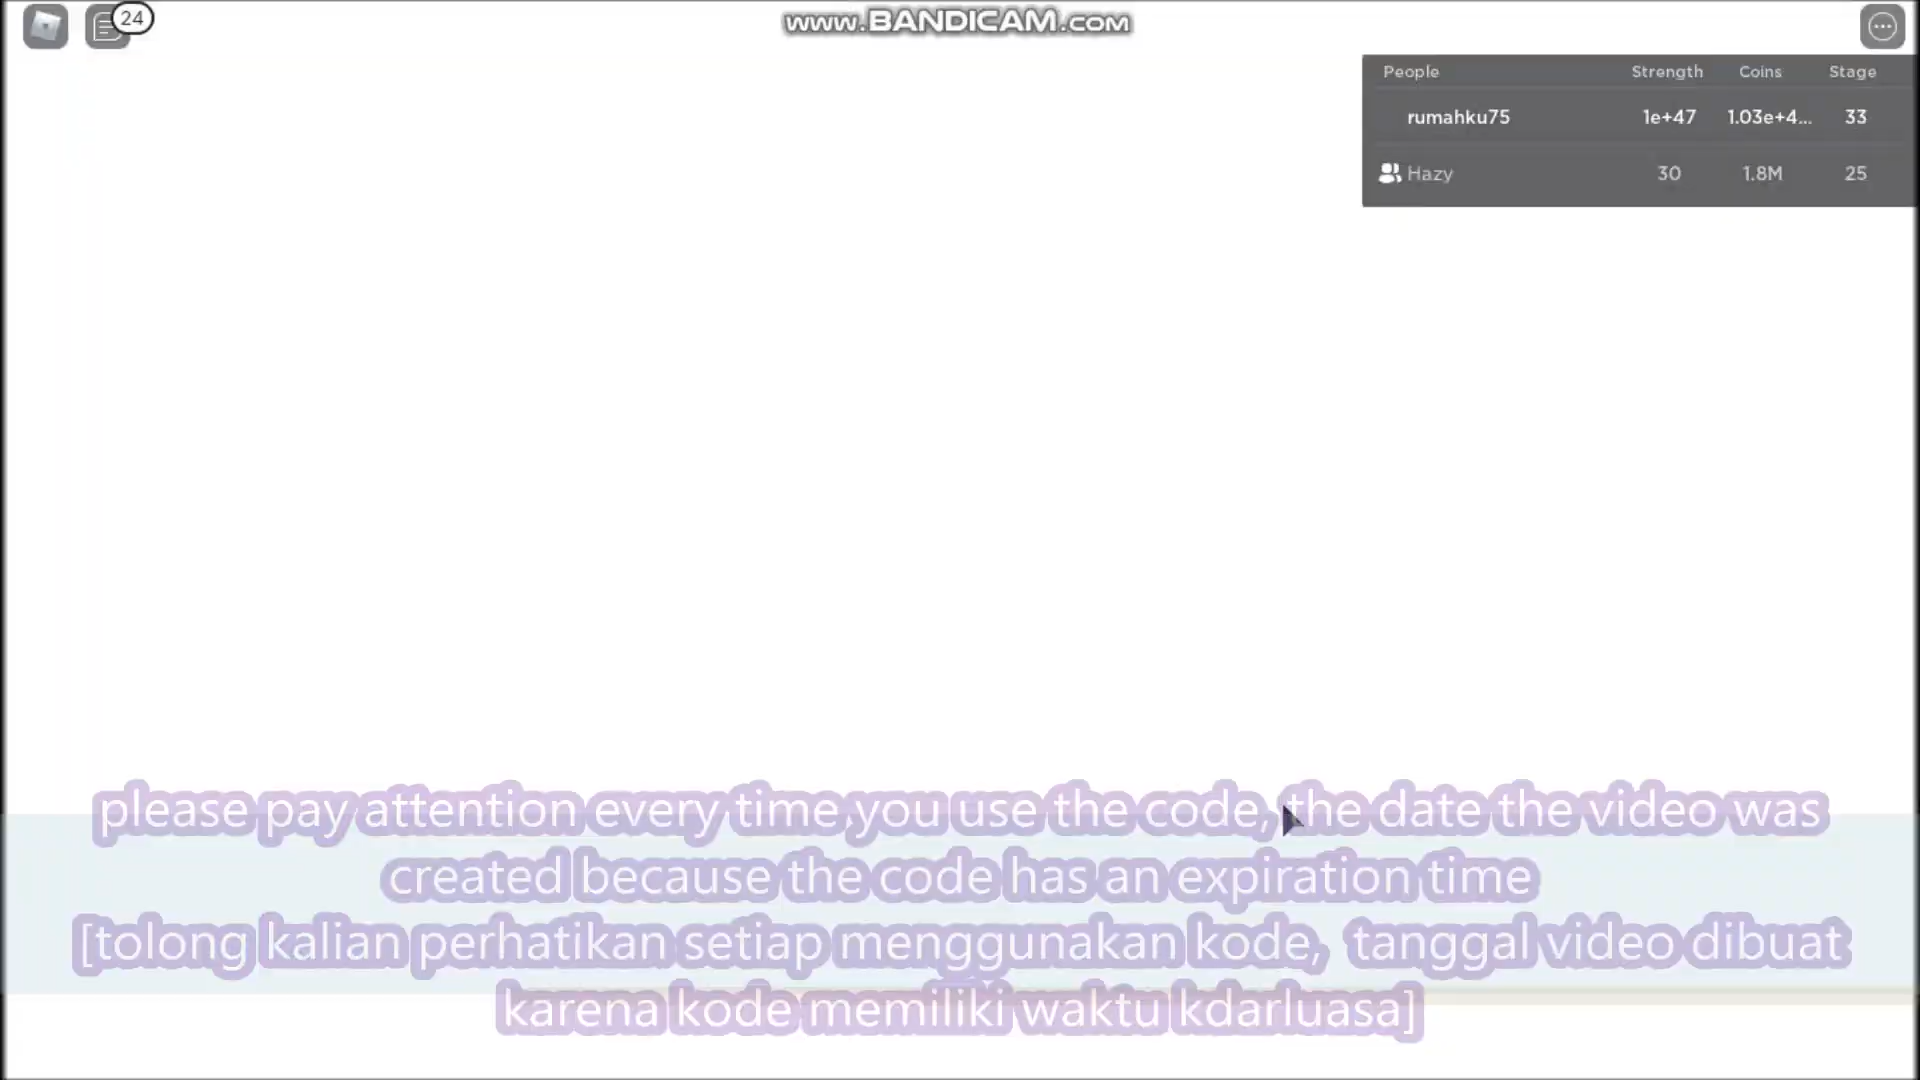 24
www.BANDICAM.com
People Strength Coins Stage
rumahku75 1e+47 1.03e+4... 33
Hazy 30 1.8M 25
please pay attention every time you use the code, the date the video was
created because the code has an expiration time
[tolong kalian perhatikan setiap menggunakan kode, tanggal video dibuat
karena kode memiliki waktu kdarluasa]